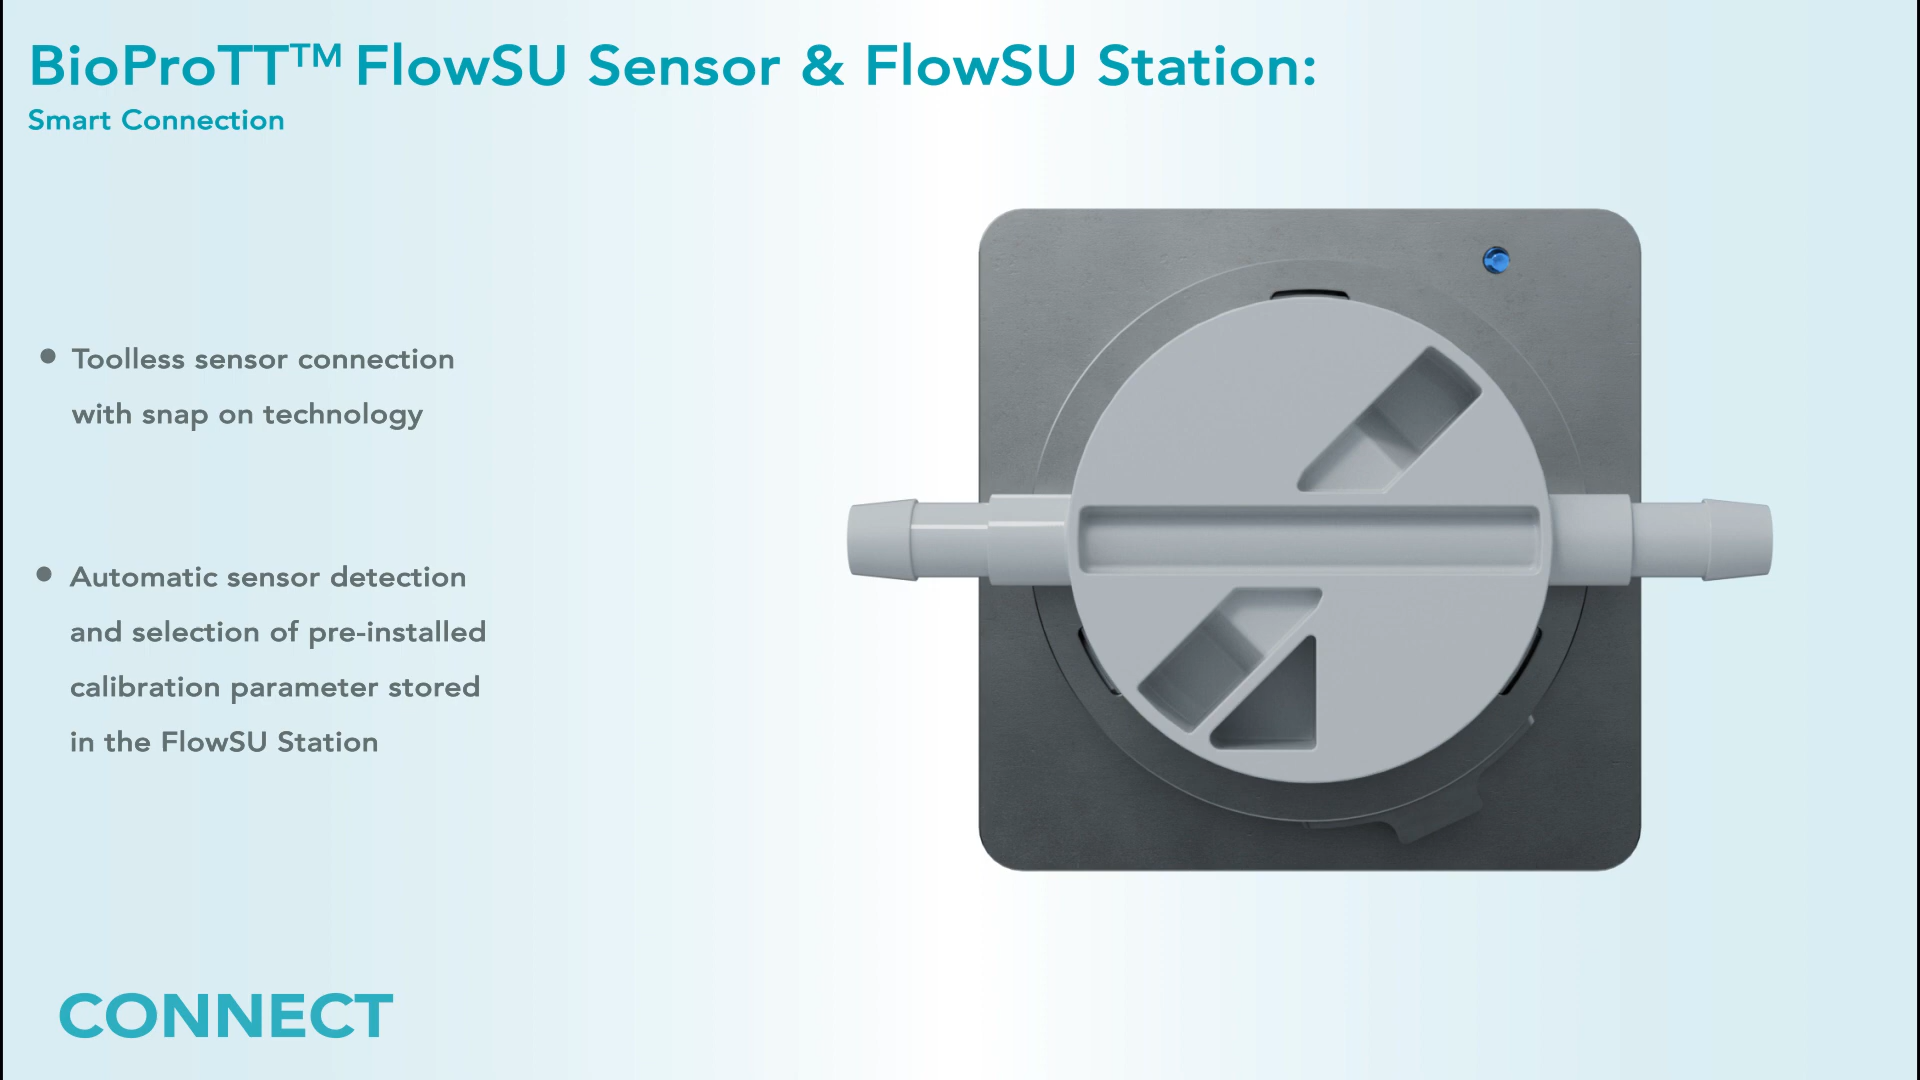 BioProTT™ FlowSU Sensor & FlowSU Station:
Smart Connection
• Toolless sensor connection
with snap on technology
• Automatic sensor detection
and selection of pre-installed
calibration parameter stored
in the FlowSU Station
CONNECT